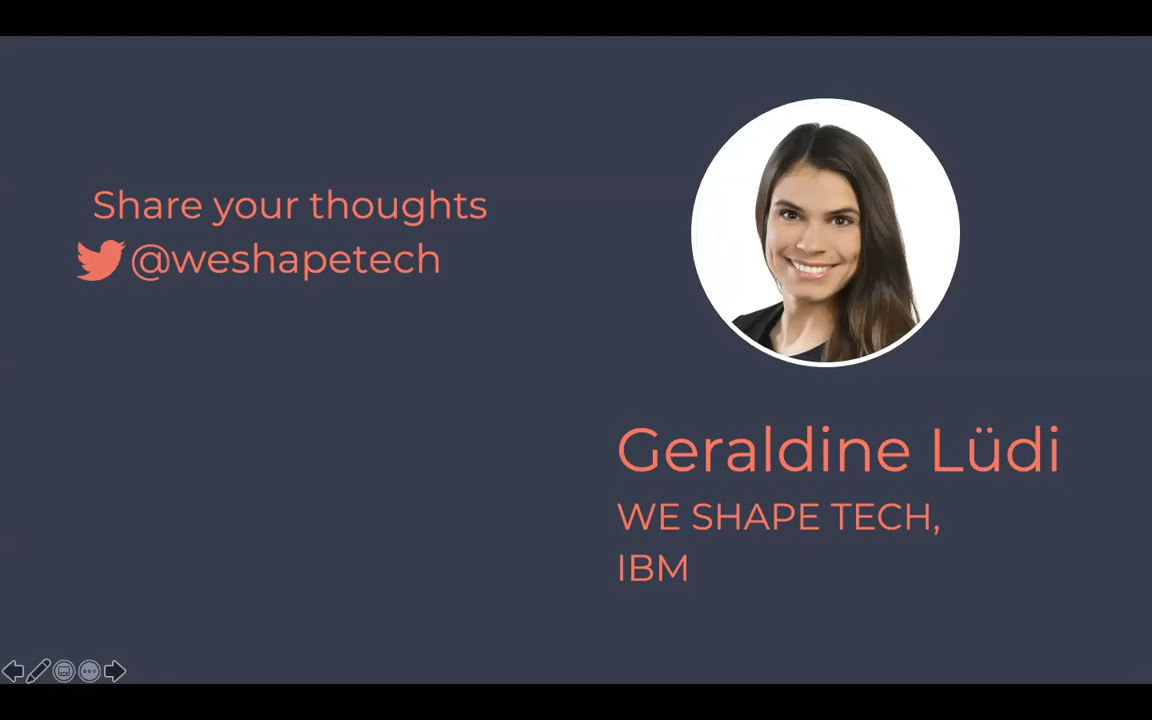 Share your thoughts
@weshapetech
Geraldine Lüdi
WE SHAPE TECH,
IBM